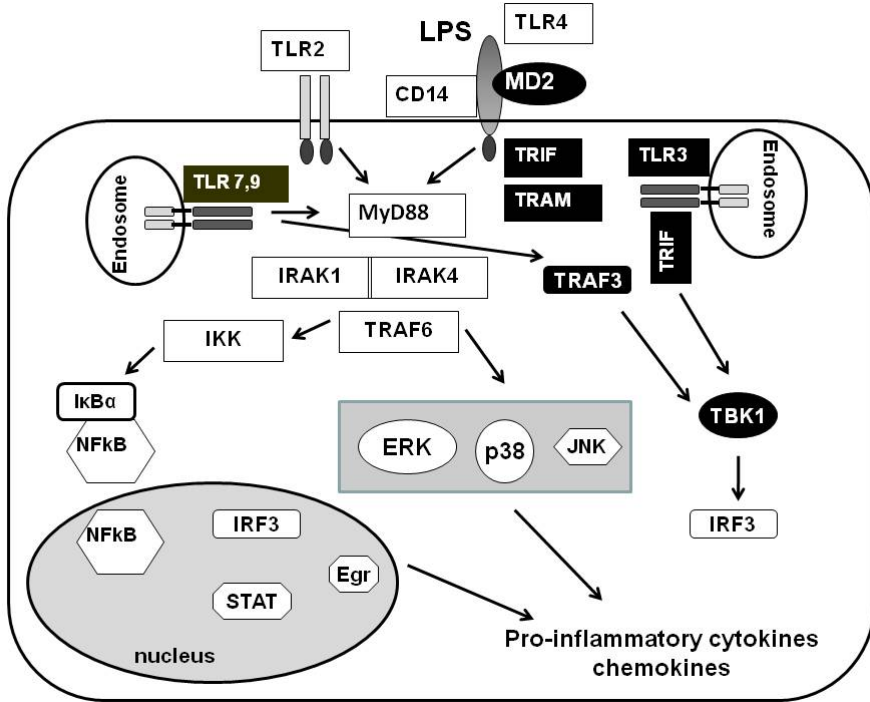 TLR4
LPS
TLR2
MD2
CD14
TRIF
TLR3
Endosome
TLR 7,9
Endosome
TRAM
MyD88
TRIF
IRAK1
IRAK4
TRAF3
TRAF6
IKK
IκBα
NFkB
TBK1
ERK
p38
JNK
NFkB
IRF3
IRF3
Egr
STAT
nucleus
Pro-inflammatory cytokines
chemokines